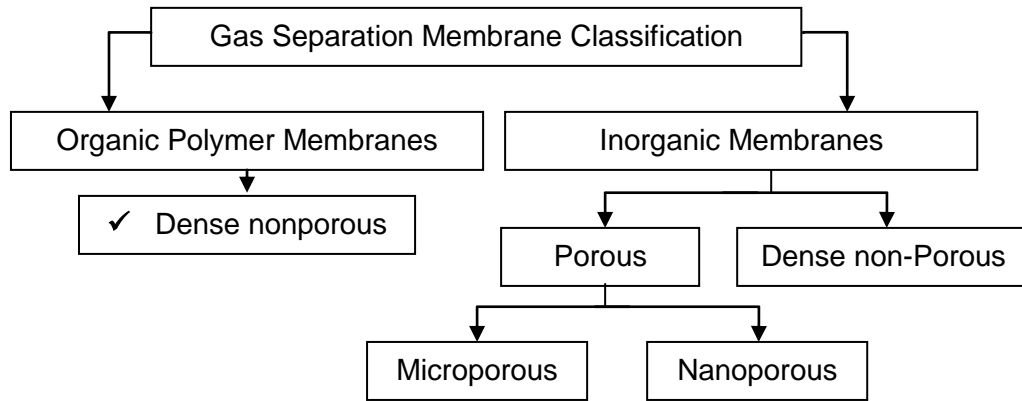 Gas Separation Membrane Classification
Organic Polymer Membranes
Inorganic Membranes
✓ Dense nonporous
Porous
Dense non-Porous
Microporous
Nanoporous